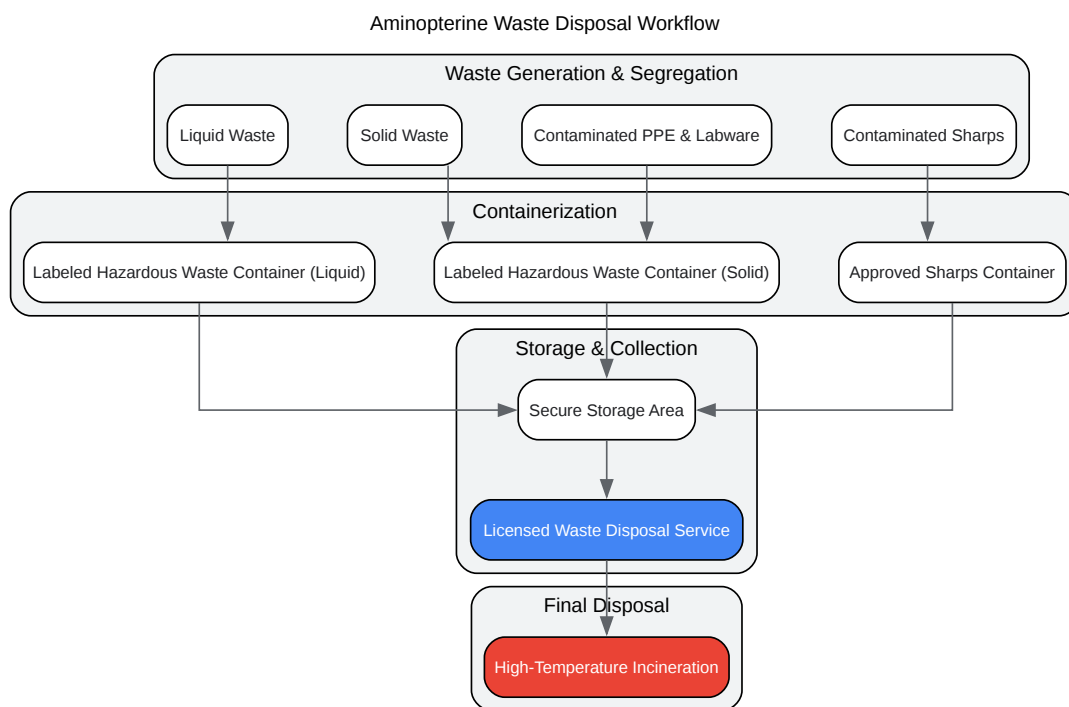 Aminopterine Waste Disposal Workflow
Waste Generation & Segregation
Liquid Waste
Solid Waste
Contaminated PPE & Labware
Contaminated Sharps
Containerization
Labeled Hazardous Waste Container (Liquid)
Labeled Hazardous Waste Container (Solid)
Approved Sharps Container
Storage & Collection
Secure Storage Area
Licensed Waste Disposal Service
Final Disposal
High-Temperature Incineration